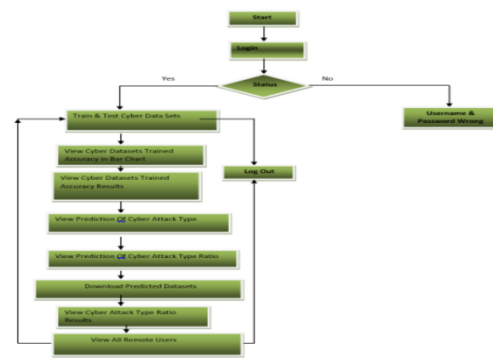 Start
Login
Status
Yes
No
Train & Test Cyber Data Sets
Username &
Password Wrong
View Cyber Datasets Trained
Accuracy in Bar Chart
Log Out
View Cyber Datasets Trained
Accuracy Results
View Prediction Of Cyber Attack Type
View Prediction Of Cyber Attack Type Ratio
Download Predicted Datasets
View Cyber Attack Type Ratio
Results
View All Remote Users